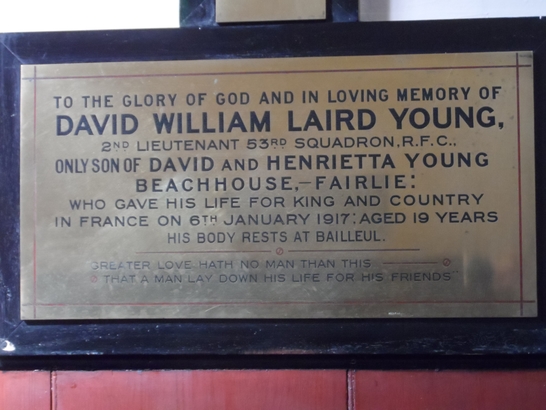 TO THE GLORY OF GOD AND IN LOVING MEMORY OF
DAVID WILLIAM LAIRD YOUNG,
2ND LIEUTENANT 53RD SQUADRON, R.F.C..
ONLY SON OF DAVID AND HENRIETTA YOUNG
BEACHHOUSE,–FAIRLIE:
WHO GAVE HIS LIFE FOR KING AND COUNTRY
IN FRANCE ON 6TH JANUARY 1917; AGED 19 YEARS
HIS BODY RESTS AT BAILLEUL.
GREATER LOVE HATH NO MAN THAN THIS
THAT A MAN LAY DOWN HIS LIFE FOR HIS FRIENDS"